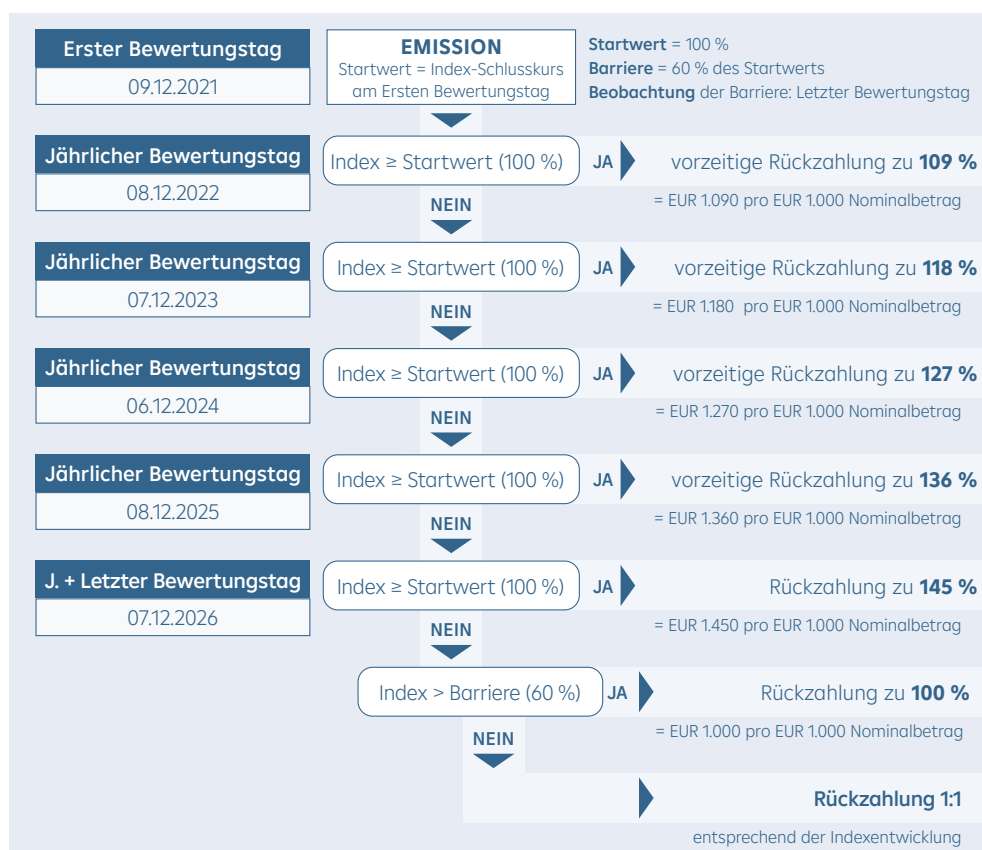 Erster Bewertungstag
09.12.2021
EMISSION
Startwert = Index-Schlusskurs
am Ersten Bewertungstag
Startwert = 100 %
Barriere = 60 % des Startwerts
Beobachtung der Barriere: Letzter Bewertungstag
Jährlicher Bewertungstag
08.12.2022
Index ≥ Startwert (100 %)
JA
vorzeitige Rückzahlung zu 109 %
= EUR 1.090 pro EUR 1.000 Nominalbetrag
NEIN
Jährlicher Bewertungstag
07.12.2023
Index ≥ Startwert (100 %)
JA
vorzeitige Rückzahlung zu 118 %
= EUR 1.180 pro EUR 1.000 Nominalbetrag
NEIN
Jährlicher Bewertungstag
06.12.2024
Index ≥ Startwert (100 %)
JA
vorzeitige Rückzahlung zu 127 %
= EUR 1.270 pro EUR 1.000 Nominalbetrag
NEIN
Jährlicher Bewertungstag
08.12.2025
Index ≥ Startwert (100 %)
JA
vorzeitige Rückzahlung zu 136 %
= EUR 1.360 pro EUR 1.000 Nominalbetrag
NEIN
J. + Letzter Bewertungstag
07.12.2026
Index ≥ Startwert (100 %)
JA
Rückzahlung zu 145 %
= EUR 1.450 pro EUR 1.000 Nominalbetrag
NEIN
Index > Barriere (60 %)
JA
Rückzahlung zu 100 %
= EUR 1.000 pro EUR 1.000 Nominalbetrag
NEIN
Rückzahlung 1:1
entsprechend der Indexentwicklung